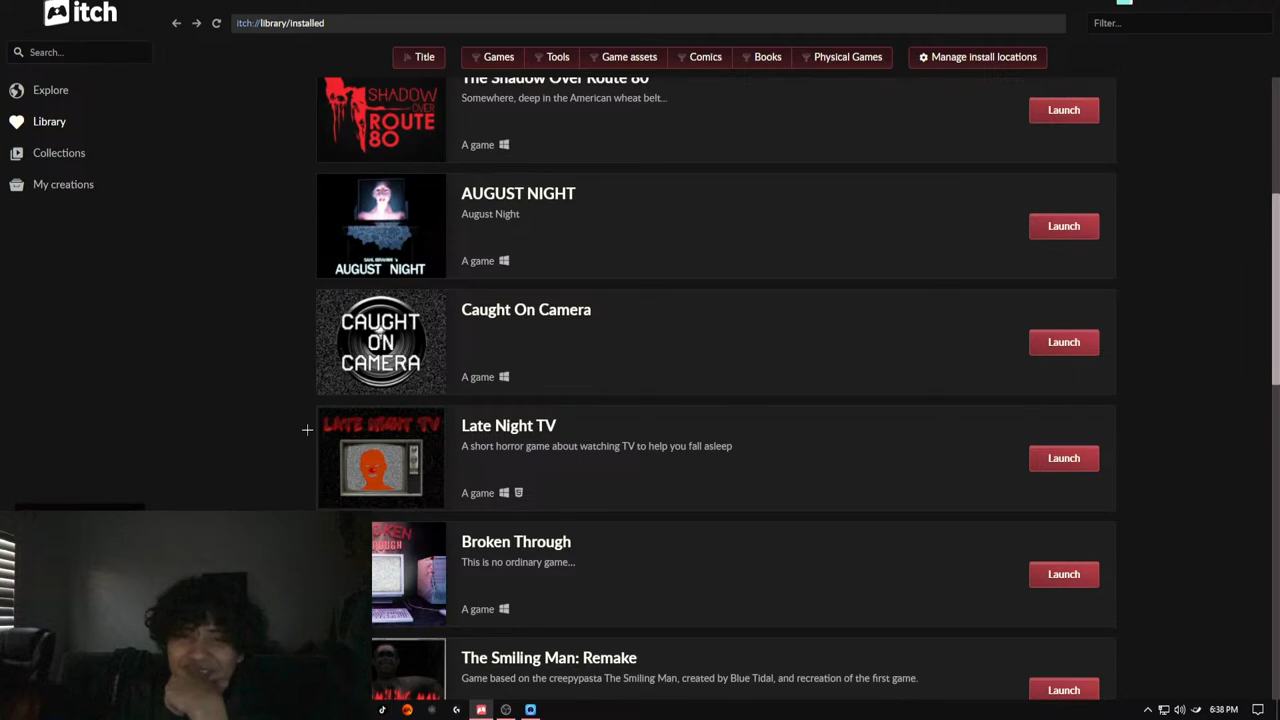 itch
itch://library/installed
Filter...
Search...
Title
Games
Tools
Game assets
Comics
Books
Physical Games
Manage install locations
Explore
Library
Collections
My creations
SHADOW
OVER
ROUTE
80
The Shadow Over Route 80
Somewhere, deep in the American wheat belt...
A game
Launch
AUGUST NIGHT
AUGUST NIGHT
August Night
A game
Launch
CAUGHT
ON
CAMERA
Caught On Camera
A game
Launch
LATE NIGHT TV
Late Night TV
A short horror game about watching TV to help you fall asleep
A game
Launch
Broken Through
This is no ordinary game...
A game
Launch
The Smiling Man: Remake
Game based on the creepypasta The Smiling Man, created by Blue Tidal, and recreation of the first game.
Launch
6:38 PM